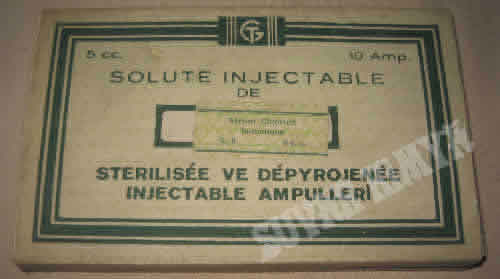 5 cc.
10 Amp.
SOLUTE INJECTABLE
DE
STERILISÉE VE DÉPYROJENÉE
INJECTABLE AMPULLERİ